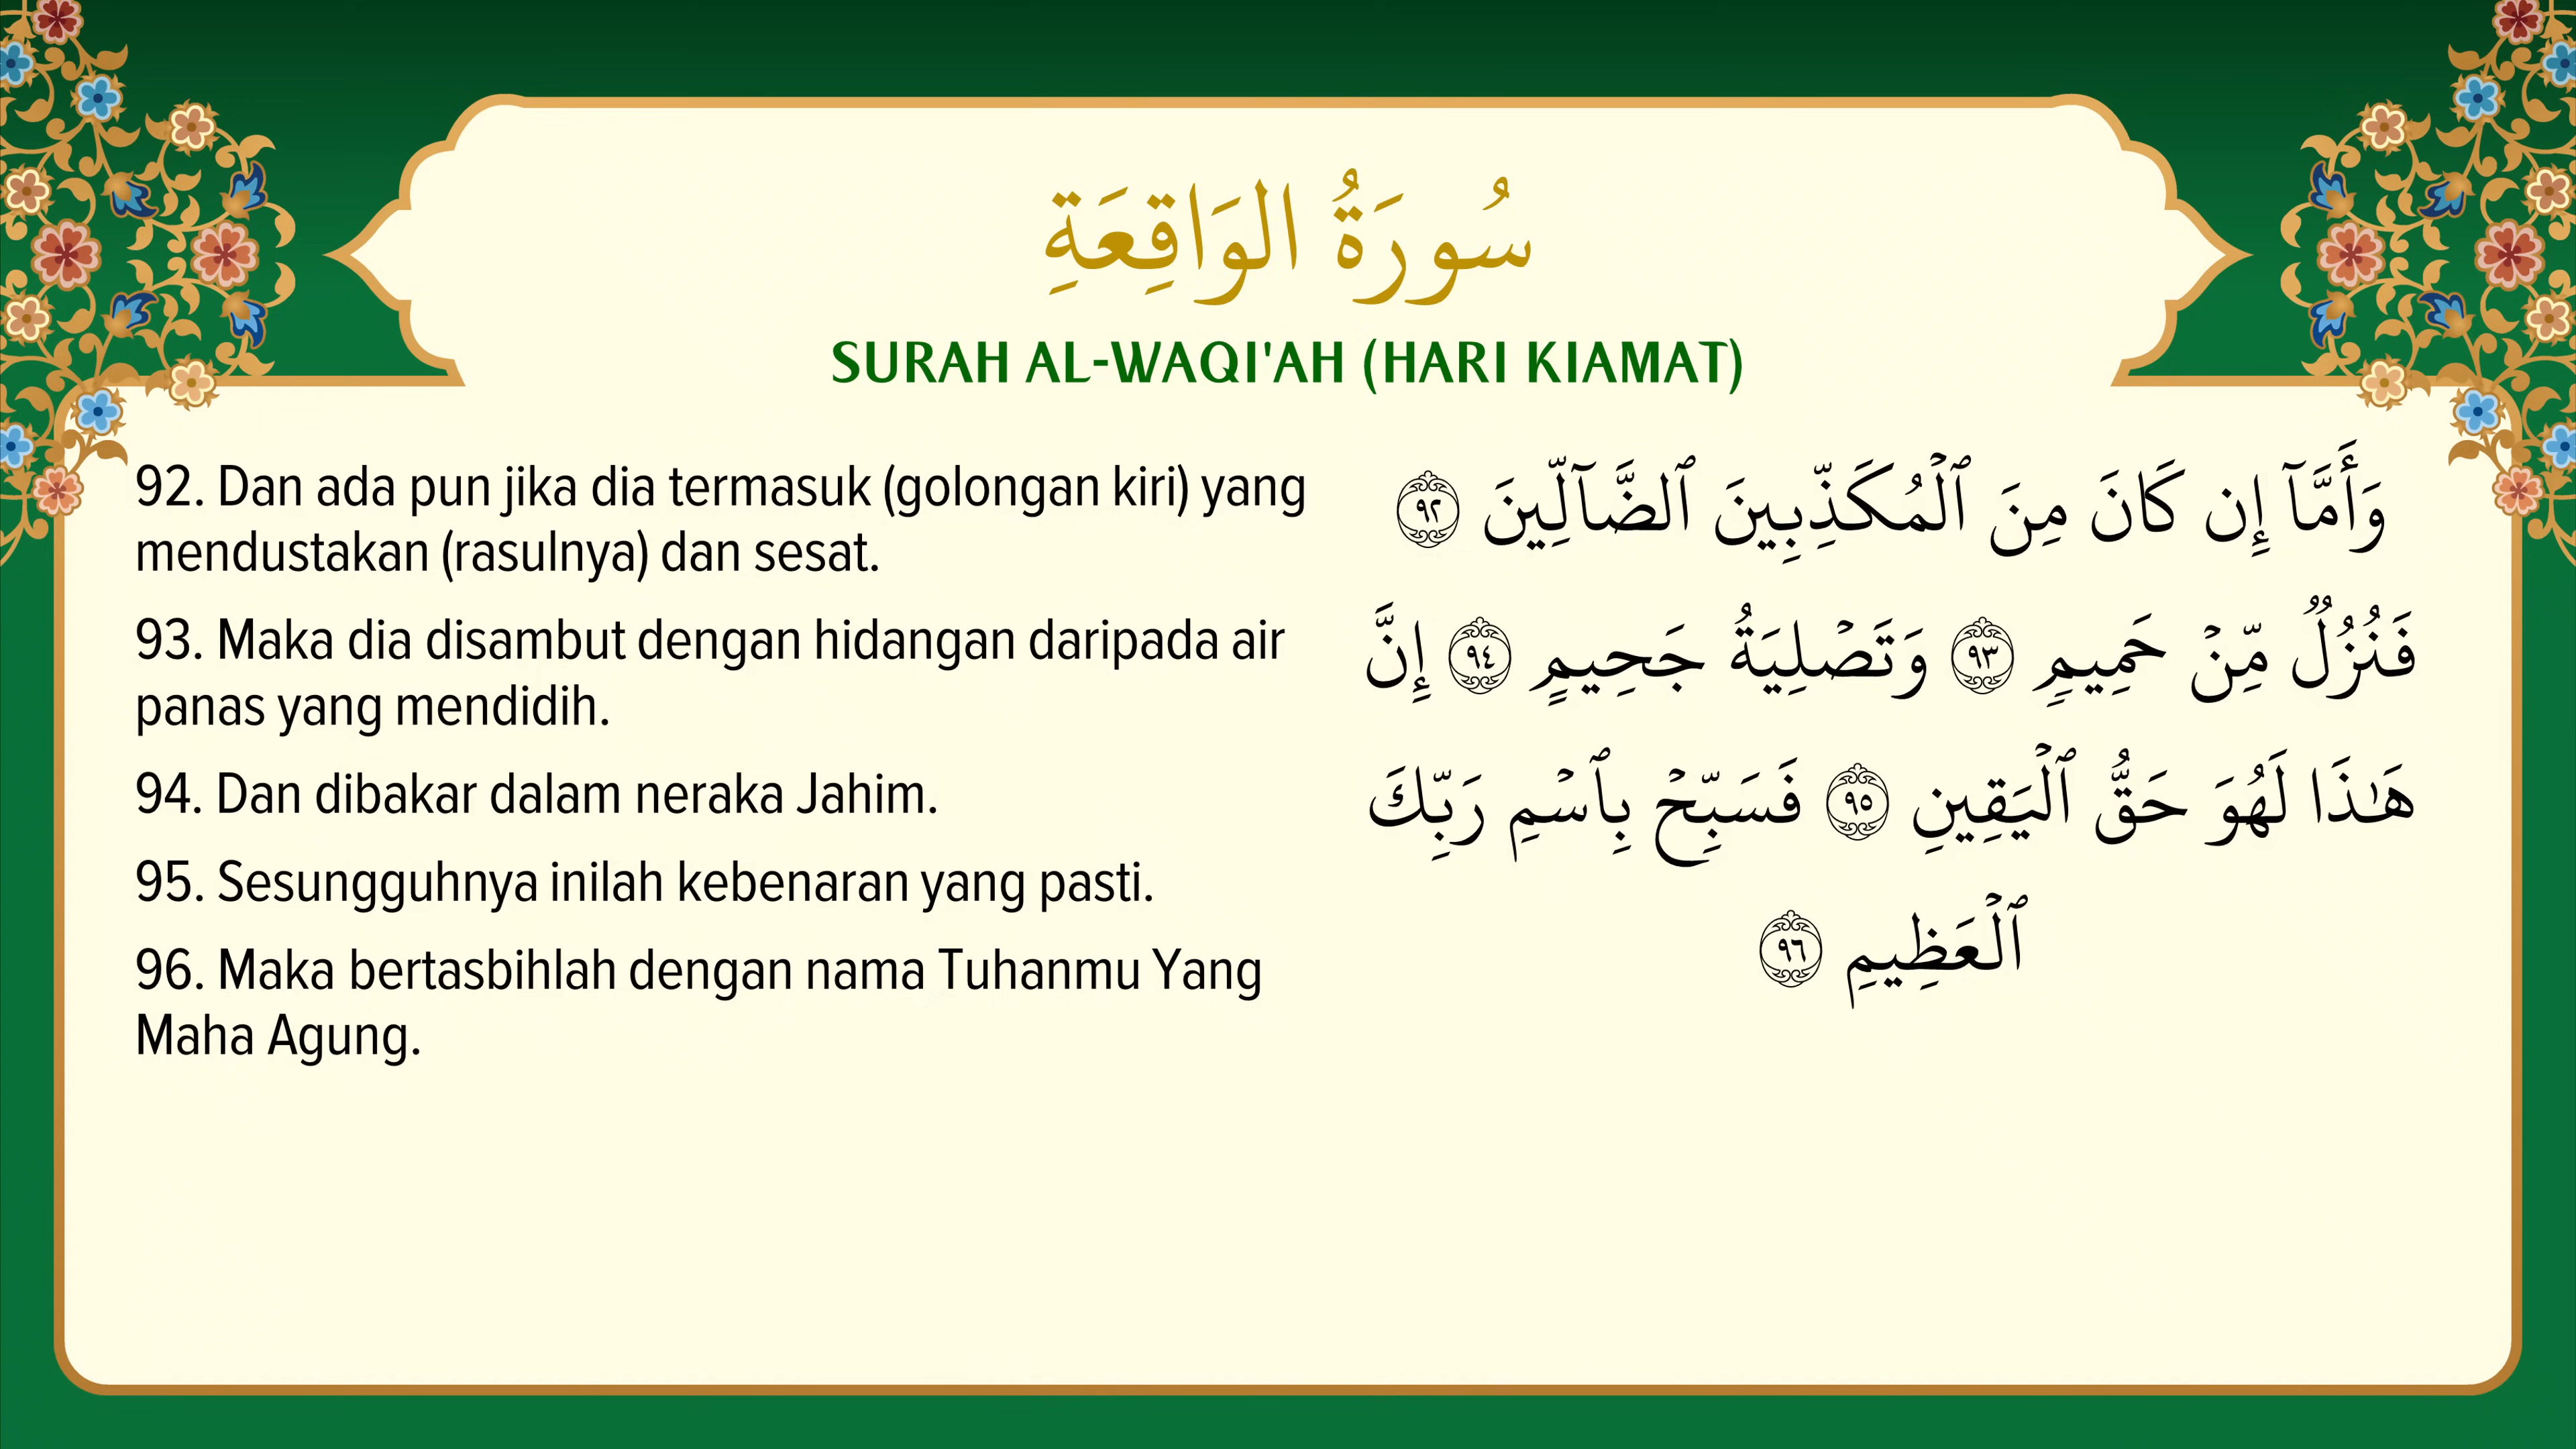 سُورَةُ الوَاقِعَةِ
SURAH AL-WAQI'AH (HARI KIAMAT)
92. Dan ada pun jika dia termasuk (golongan kiri) yang
mendustakan (rasulnya) dan sesat.
93. Maka dia disambut dengan hidangan daripada air
panas yang mendidih.
94. Dan dibakar dalam neraka Jahim.
95. Sesungguhnya inilah kebenaran yang pasti.
96. Maka bertasbihlah dengan nama Tuhanmu Yang
Maha Agung.
وَأَمَّآ إِن كَانَ مِنَ ٱلۡمُكَذِّبِينَ ٱلضَّآلِّينَ ٩٢
فَنُزُلٞ مِّنۡ حَمِيمٖ ٩٣ وَتَصۡلِيَةُ جَحِيمٍ ٩٤ إِنَّ
هَٰذَا لَهُوَ حَقُّ ٱلۡيَقِينِ ٩٥ فَسَبِّحۡ بِٱسۡمِ رَبِّكَ
ٱلۡعَظِيمِ ٩٦